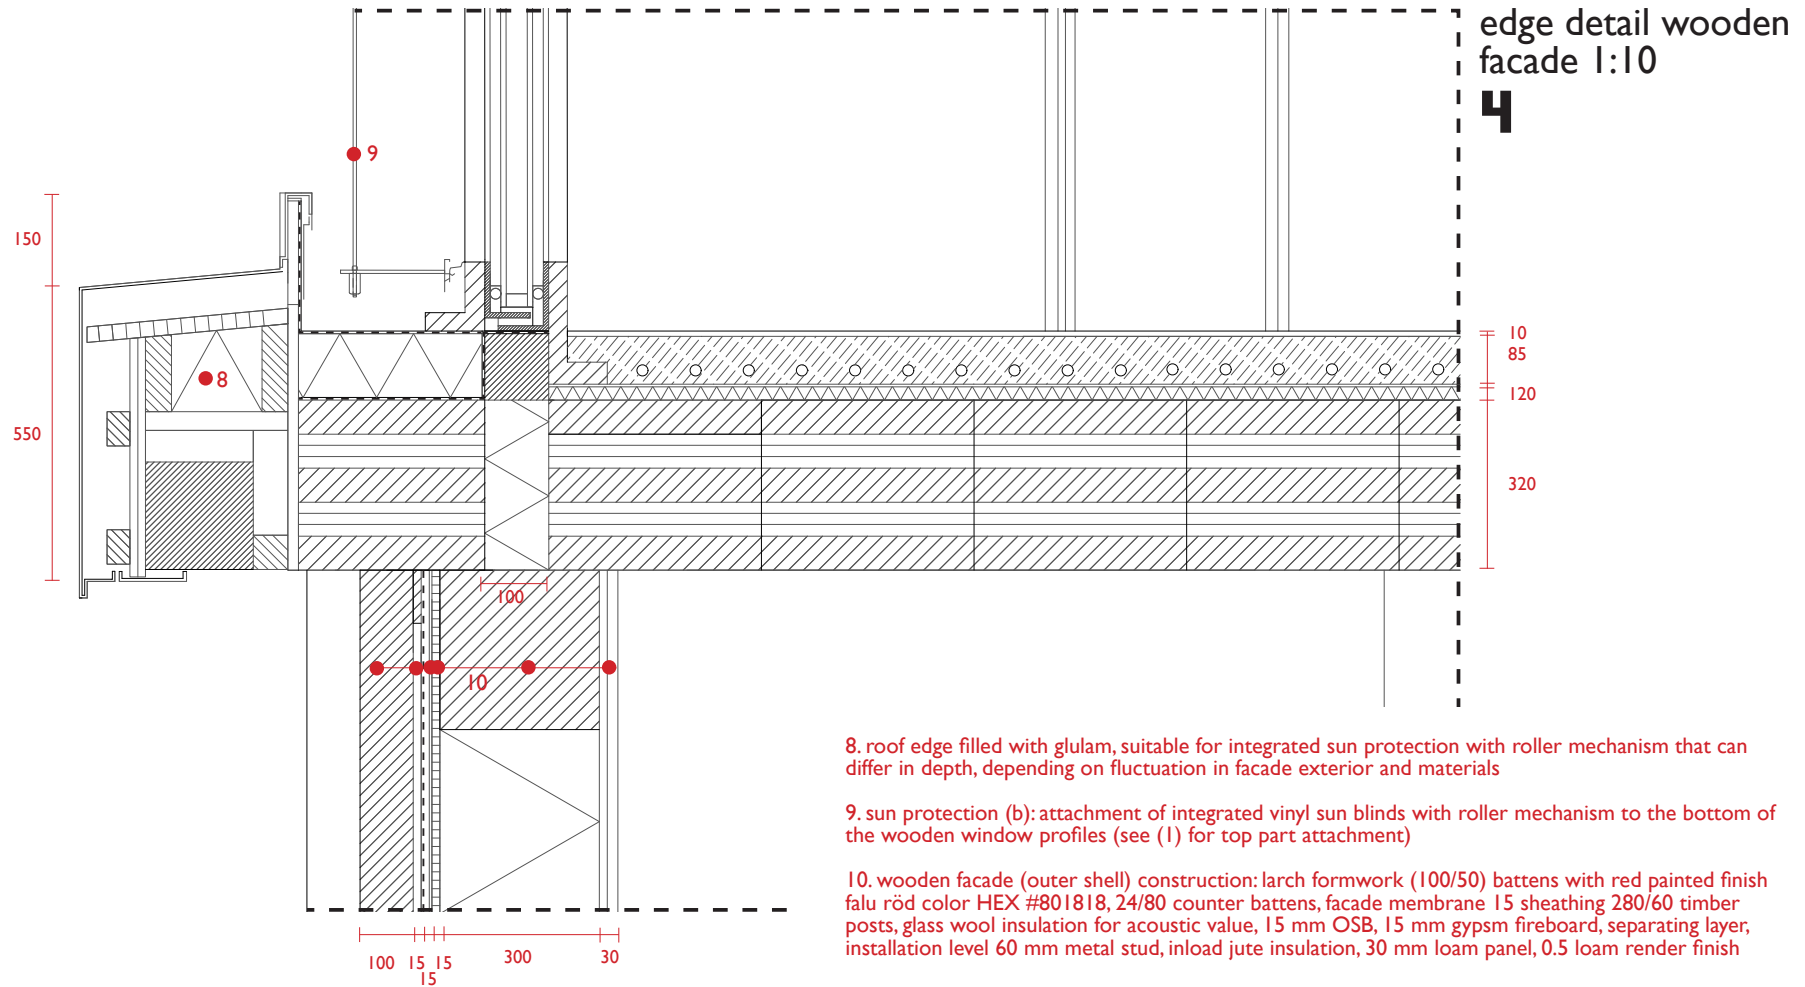 edge detail wooden
facade 1:10
4
9
150
8
550
10
85
120
320
100
10
8. roof edge filled with glulam, suitable for integrated sun protection with roller mechanism that can
differ in depth, depending on fluctuation in facade exterior and materials
9. sun protection (b): attachment of integrated vinyl sun blinds with roller mechanism to the bottom of
the wooden window profiles (see (1) for top part attachment)
10. wooden facade (outer shell) construction: larch formwork (100/50) battens with red painted finish
falu röd color HEX #801818, 24/80 counter battens, facade membrane 15 sheathing 280/60 timber
posts, glass wool insulation for acoustic value, 15 mm OSB, 15 mm gypsm fireboard, separating layer,
installation level 60 mm metal stud, inload jute insulation, 30 mm loam panel, 0.5 loam render finish
100 15 15 300 30
15